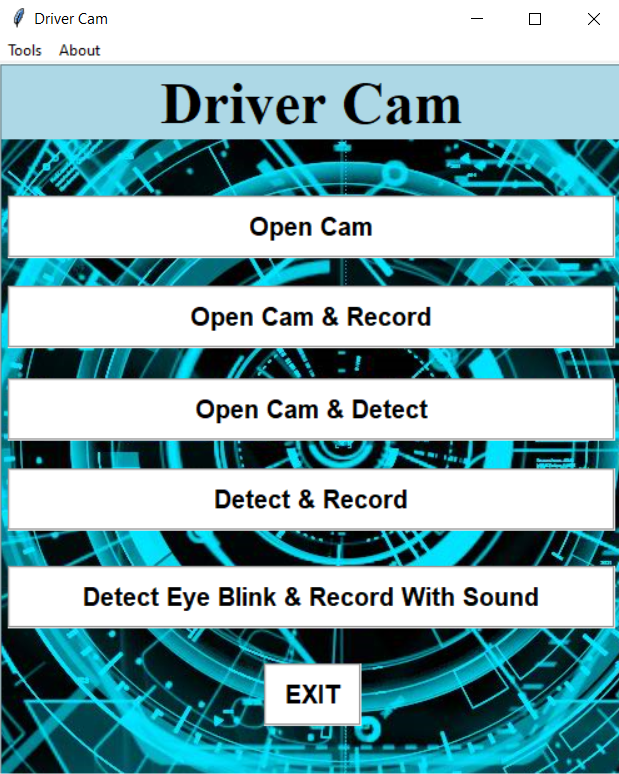 Driver Cam
Tools About
Driver Cam
Open Cam
Open Cam & Record
Open Cam & Detect
Detect & Record
Detect Eye Blink & Record With Sound
EXIT